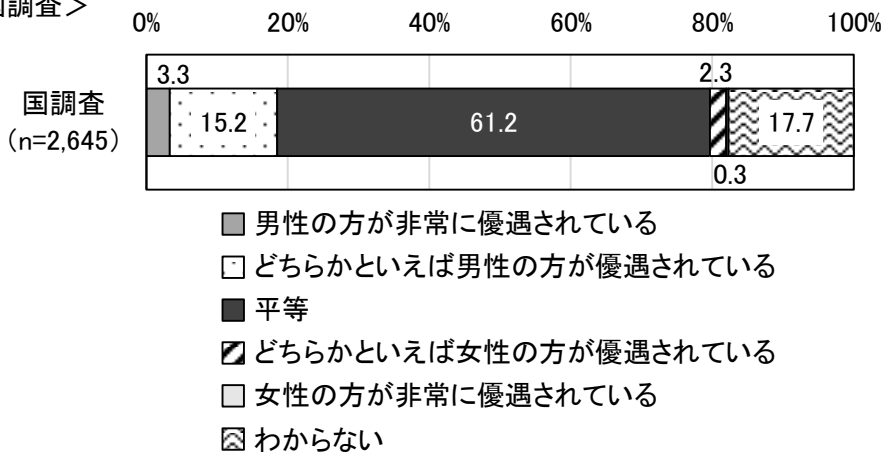 調査＞
0% 20% 40% 60% 80% 100%
3.3 2.3
国調査
（n=2,645）
15.2 61.2 17.7
0.3
男性の方が非常に優遇されている
どちらかといえば男性の方が優遇されている
平等
どちらかといえば女性の方が優遇されている
女性の方が非常に優遇されている
わからない